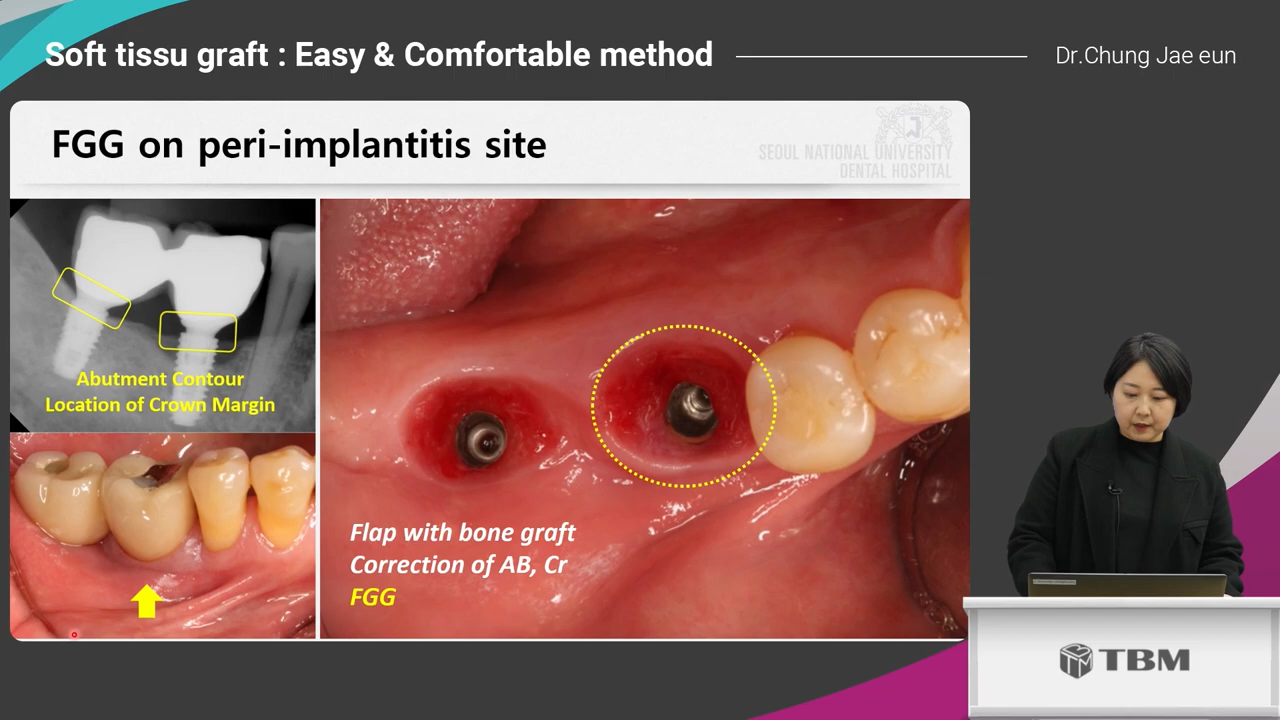 Soft tissu graft : Easy & Comfortable method
Dr.Chung Jae eun
FGG on peri-implantitis site
SEOUL NATIONAL UNIVERSITY
DENTAL HOSPITAL
Abutment Contour
Location of Crown Margin
Flap with bone graft
Correction of AB, Cr
FGG
TBM